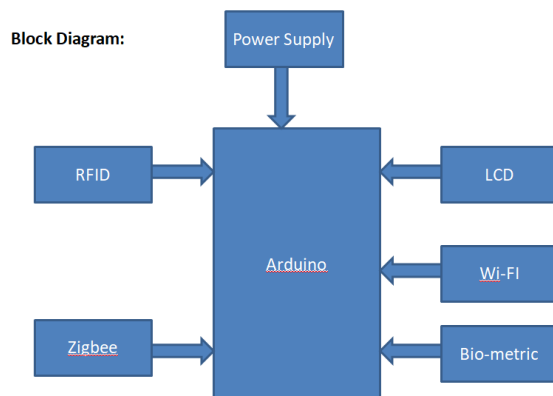 Block Diagram:
Power Supply
RFID
LCD
Arduino
Wi-FI
Zigbee
Bio-metric